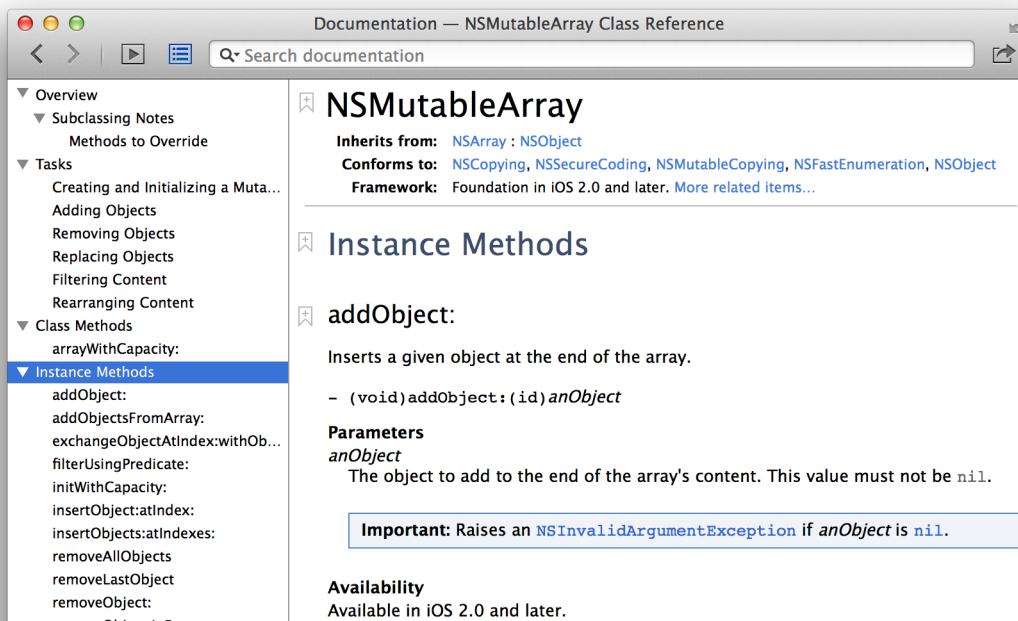 Documentation — NSMutableArray Class Reference
Search documentation
Overview
Subclassing Notes
Methods to Override
Tasks
Creating and Initializing a Muta...
Adding Objects
Removing Objects
Replacing Objects
Filtering Content
Rearranging Content
Class Methods
arrayWithCapacity:
Instance Methods
addObject:
addObjectsFromArray:
exchangeObjectAtIndex:withOb...
filterUsingPredicate:
initWithCapacity:
insertObject:atIndex:
insertObjects:atIndexes:
removeAllObjects
removeLastObject
removeObject:
NSMutableArray
Inherits from: NSArray : NSObject
Conforms to: NSCopying, NSSecureCoding, NSMutableCopying, NSFastEnumeration, NSObject
Framework: Foundation in iOS 2.0 and later. More related items...
Instance Methods
addObject:
Inserts a given object at the end of the array.
- (void)addObject:(id)anObject
Parameters
anObject
The object to add to the end of the array's content. This value must not be nil.
Important: Raises an NSInvalidArgumentException if anObject is nil.
Availability
Available in iOS 2.0 and later.